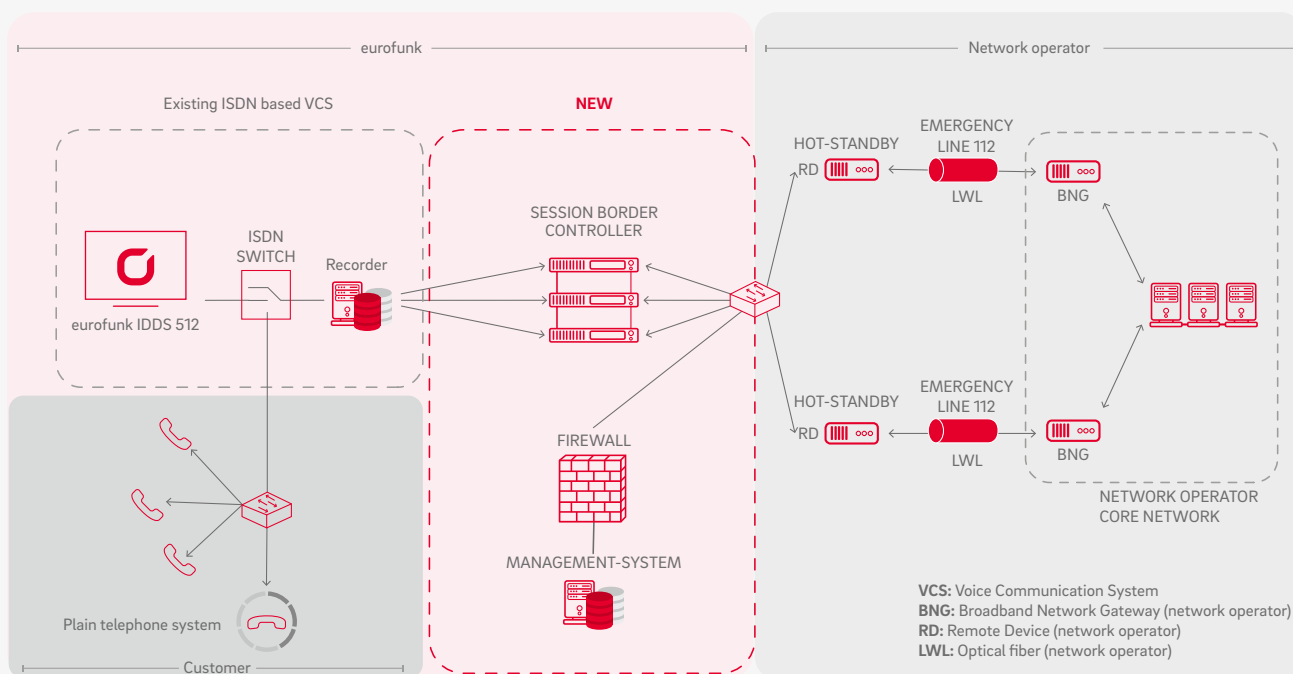 eurofunk
Network operator
Existing ISDN based VCS
NEW
eurofunk IDDS 512
ISDN
SWITCH
Recorder
SESSION BORDER
CONTROLLER
FIREWALL
MANAGEMENT-SYSTEM
HOT-STANDBY
RD
EMERGENCY
LINE 112
LWL
BNG
HOT-STANDBY
RD
EMERGENCY
LINE 112
LWL
BNG
NETWORK OPERATOR
CORE NETWORK
Plain telephone system
Customer
VCS: Voice Communication System
BNG: Broadband Network Gateway (network operator)
RD: Remote Device (network operator)
LWL: Optical fiber (network operator)